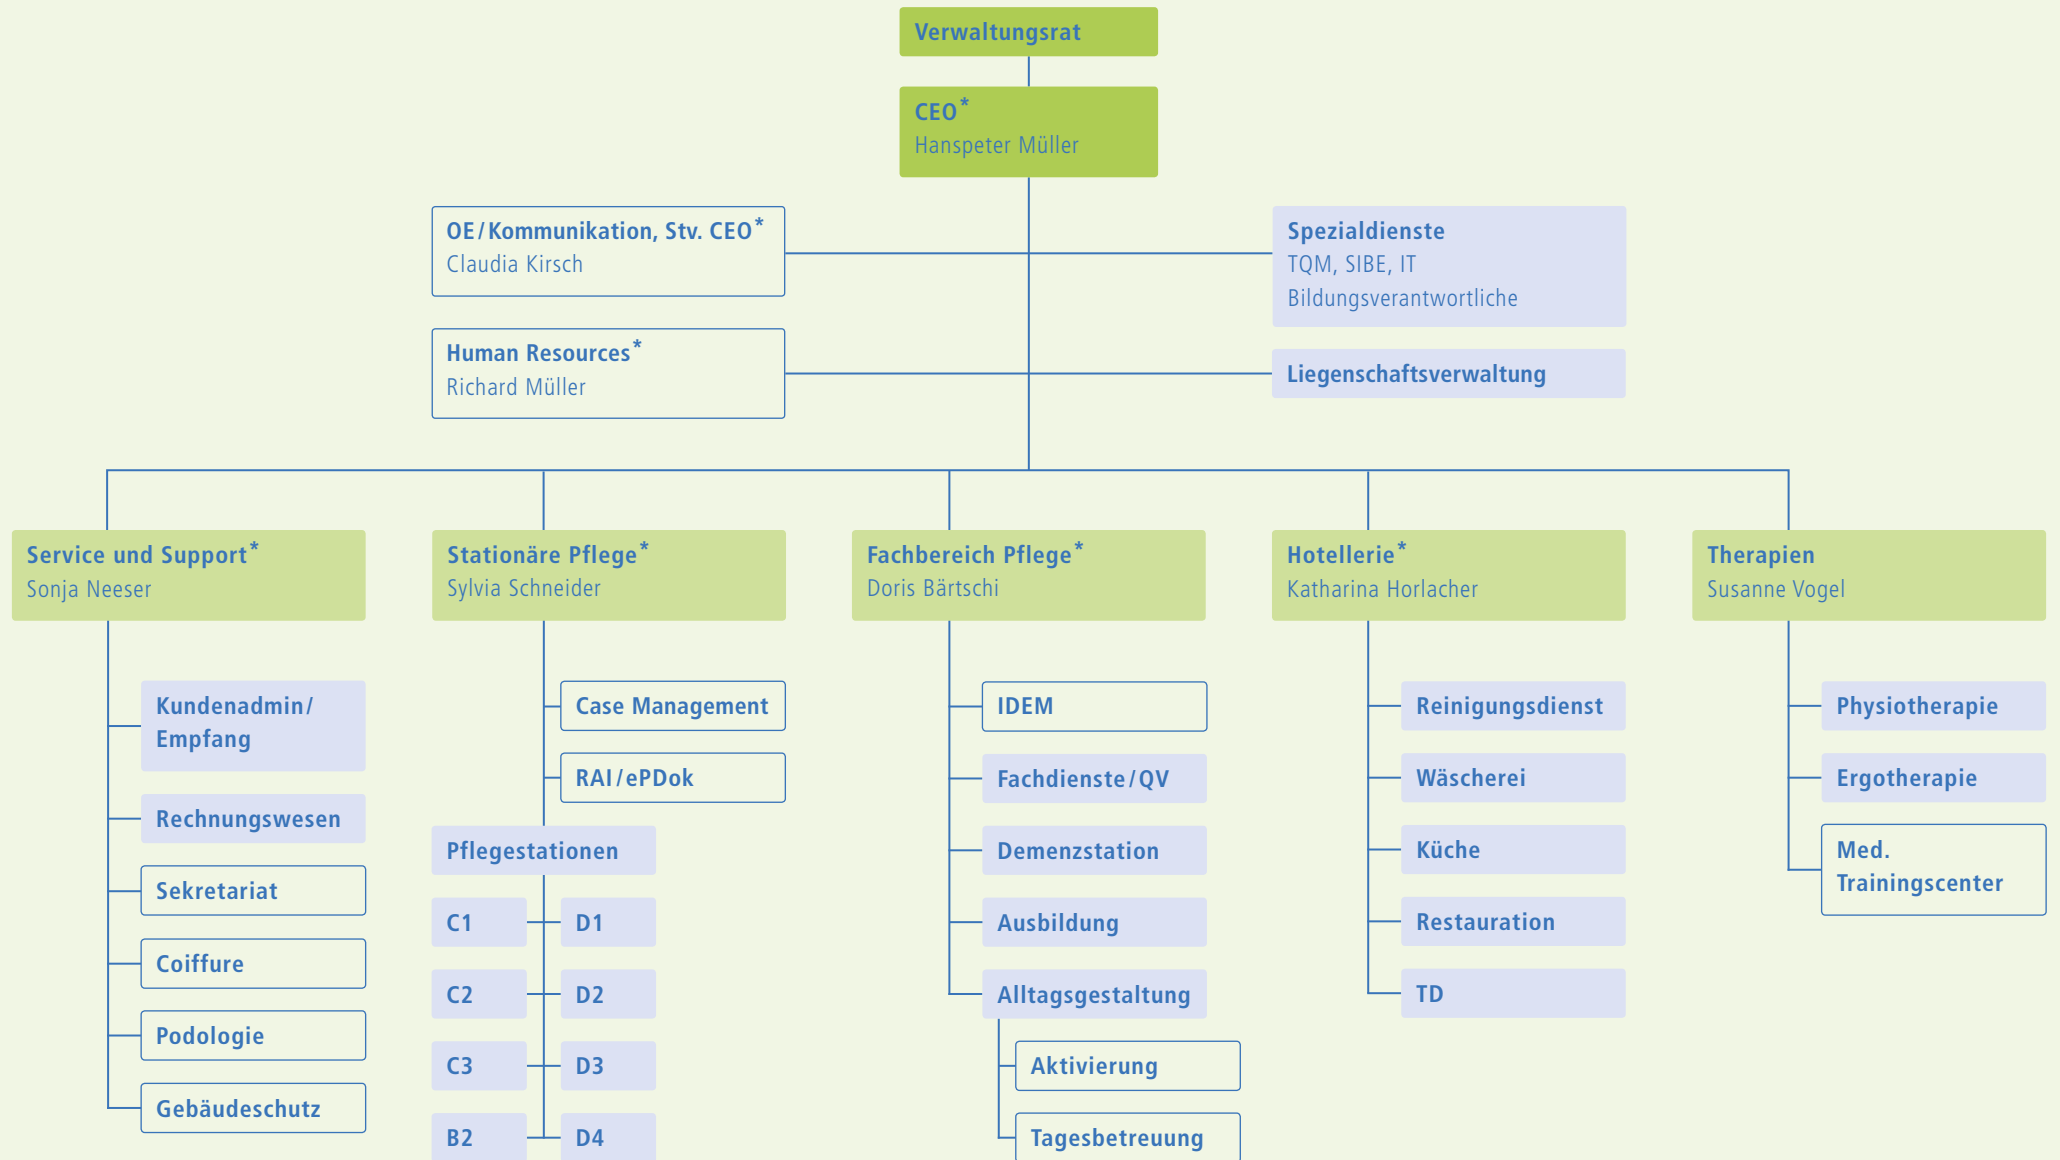 Verwaltungsrat
CEO*
Hanspeter Müller
OE/Kommunikation, Stv. CEO*
Claudia Kirsch
Spezialdienste
TQM, SIBE, IT
Bildungsverantwortliche
Human Resources*
Richard Müller
Liegenschaftsverwaltung
Service und Support*
Sonja Neeser
Kundenadmin/
Empfang
Rechnungswesen
Sekretariat
Coiffure
Podologie
Gebäudeschutz
Stationäre Pflege*
Sylvia Schneider
Case Management
RAI/ePDok
Pflegestationen
C1
D1
C2
D2
C3
D3
B2
D4
Fachbereich Pflege*
Doris Bärtschi
IDEM
Fachdienste/QV
Demenzstation
Ausbildung
Alltagsgestaltung
Aktivierung
Tagesbetreuung
Hotellerie*
Katharina Horlacher
Reinigungsdienst
Wäscherei
Küche
Restauration
TD
Therapien
Susanne Vogel
Physiotherapie
Ergotherapie
Med.
Trainingscenter